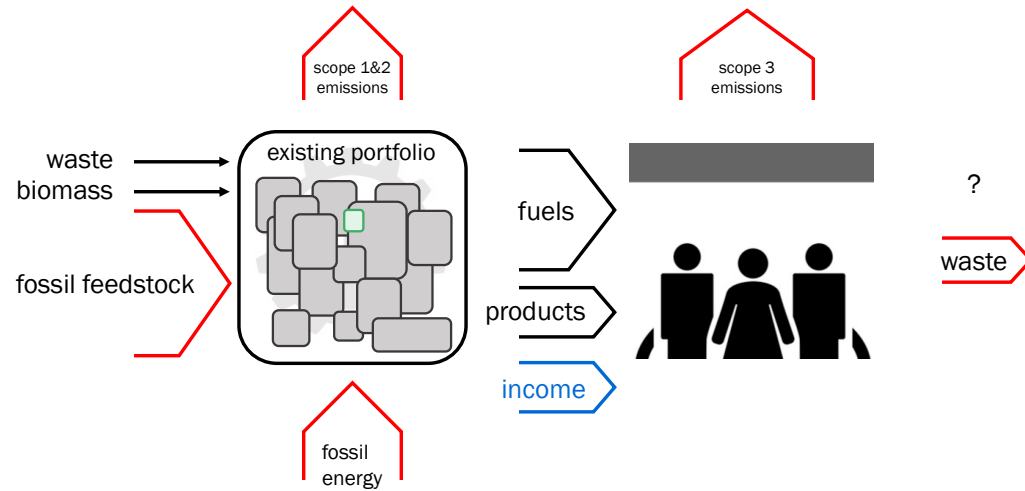 scope 1&2
emissions
scope 3
emissions
existing portfolio
waste
biomass
fossil feedstock
fuels
products
income
?
waste
fossil
energy